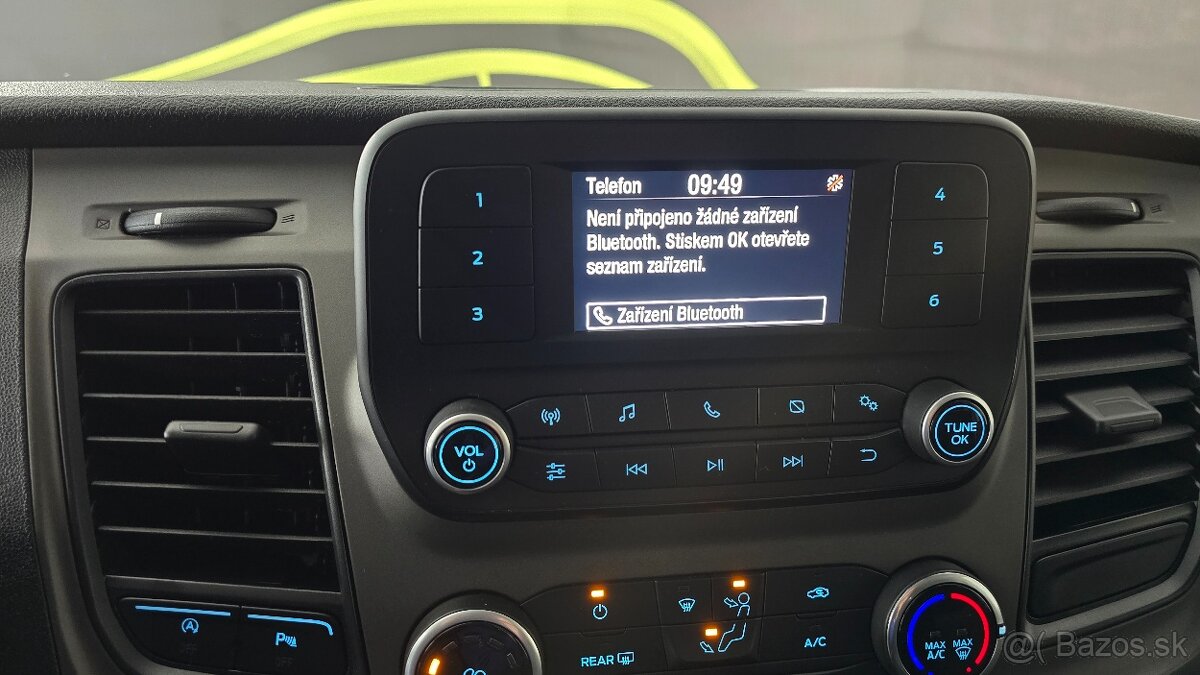 Telefon 09:49
Není připojeno žádné zařízení
Bluetooth. Stiskem OK otevřete
seznam zařízení.
Zařízení Bluetooth
1
2
3
4
5
6
VOL
TUNE
OK
A
P
OFF
REAR
A/C
MAX
A/C
MAX
@( Bazos.sk